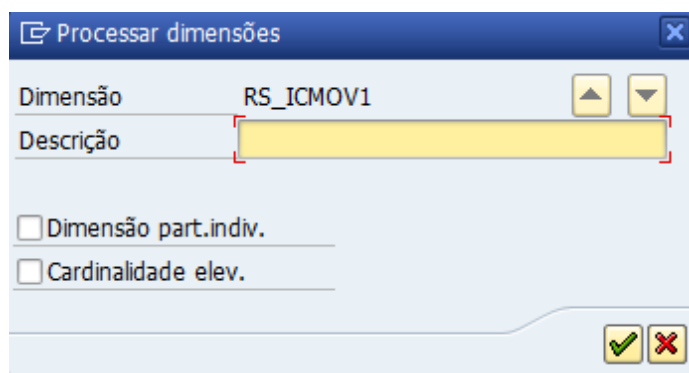 Processar dimensões
Dimensão RS_ICMOV1
Descrição
Dimensão part.indiv.
Cardinalidade elev.